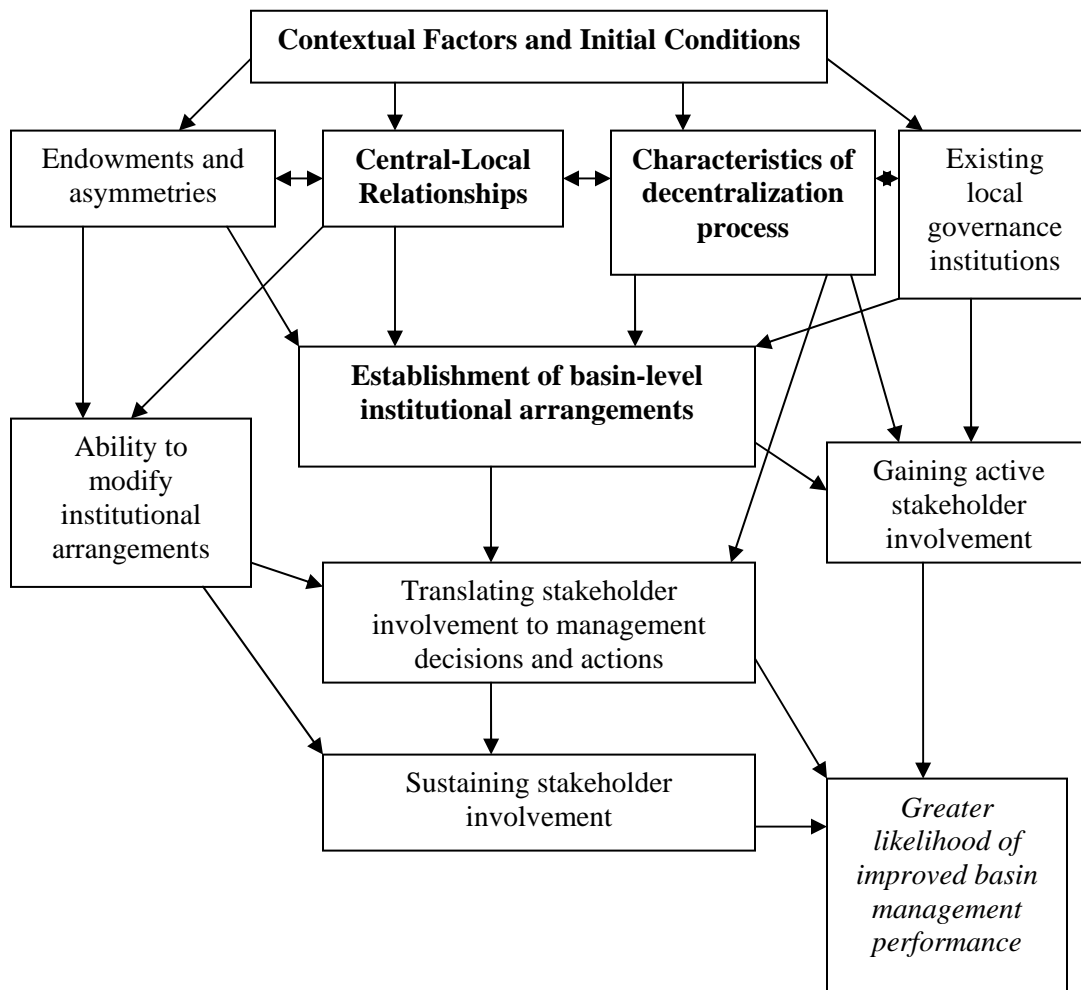 Contextual Factors and Initial Conditions
Endowments and
asymmetries
Central-Local
Relationships
Characteristics of
decentralization
process
Existing
local
governance
institutions
Establishment of basin-level
institutional arrangements
Ability to
modify
institutional
arrangements
Gaining active
stakeholder
involvement
Translating stakeholder
involvement to management
decisions and actions
Sustaining stakeholder
involvement
Greater
likelihood of
improved basin
management
performance